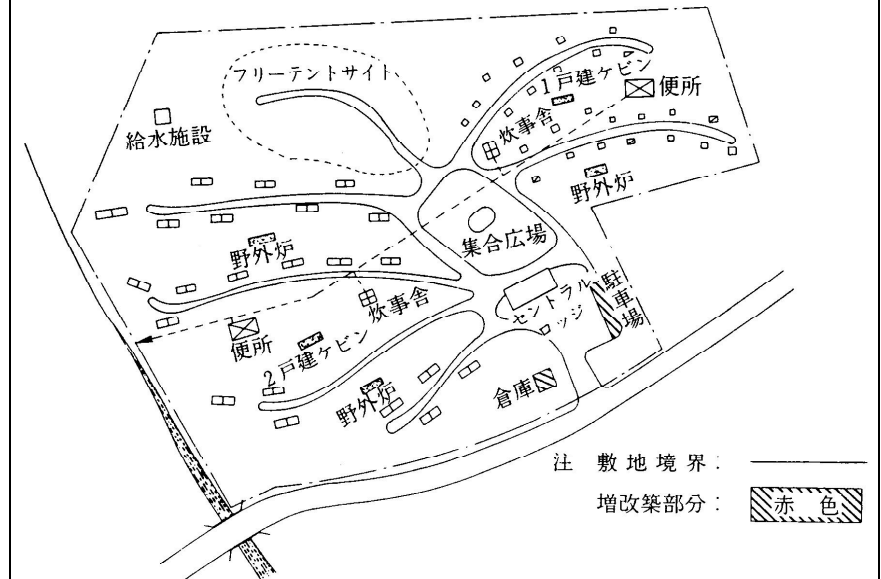 フリーテントサイト
1戸建ケビン
便所
給水施設
炊事舎
野外炉
集合広場
野外炉
炊事舎
セントラル
ッジ
駐車場
便所
2戸建ケビン
野外炉
倉庫
注 敷地境界：
増改築部分：
赤色